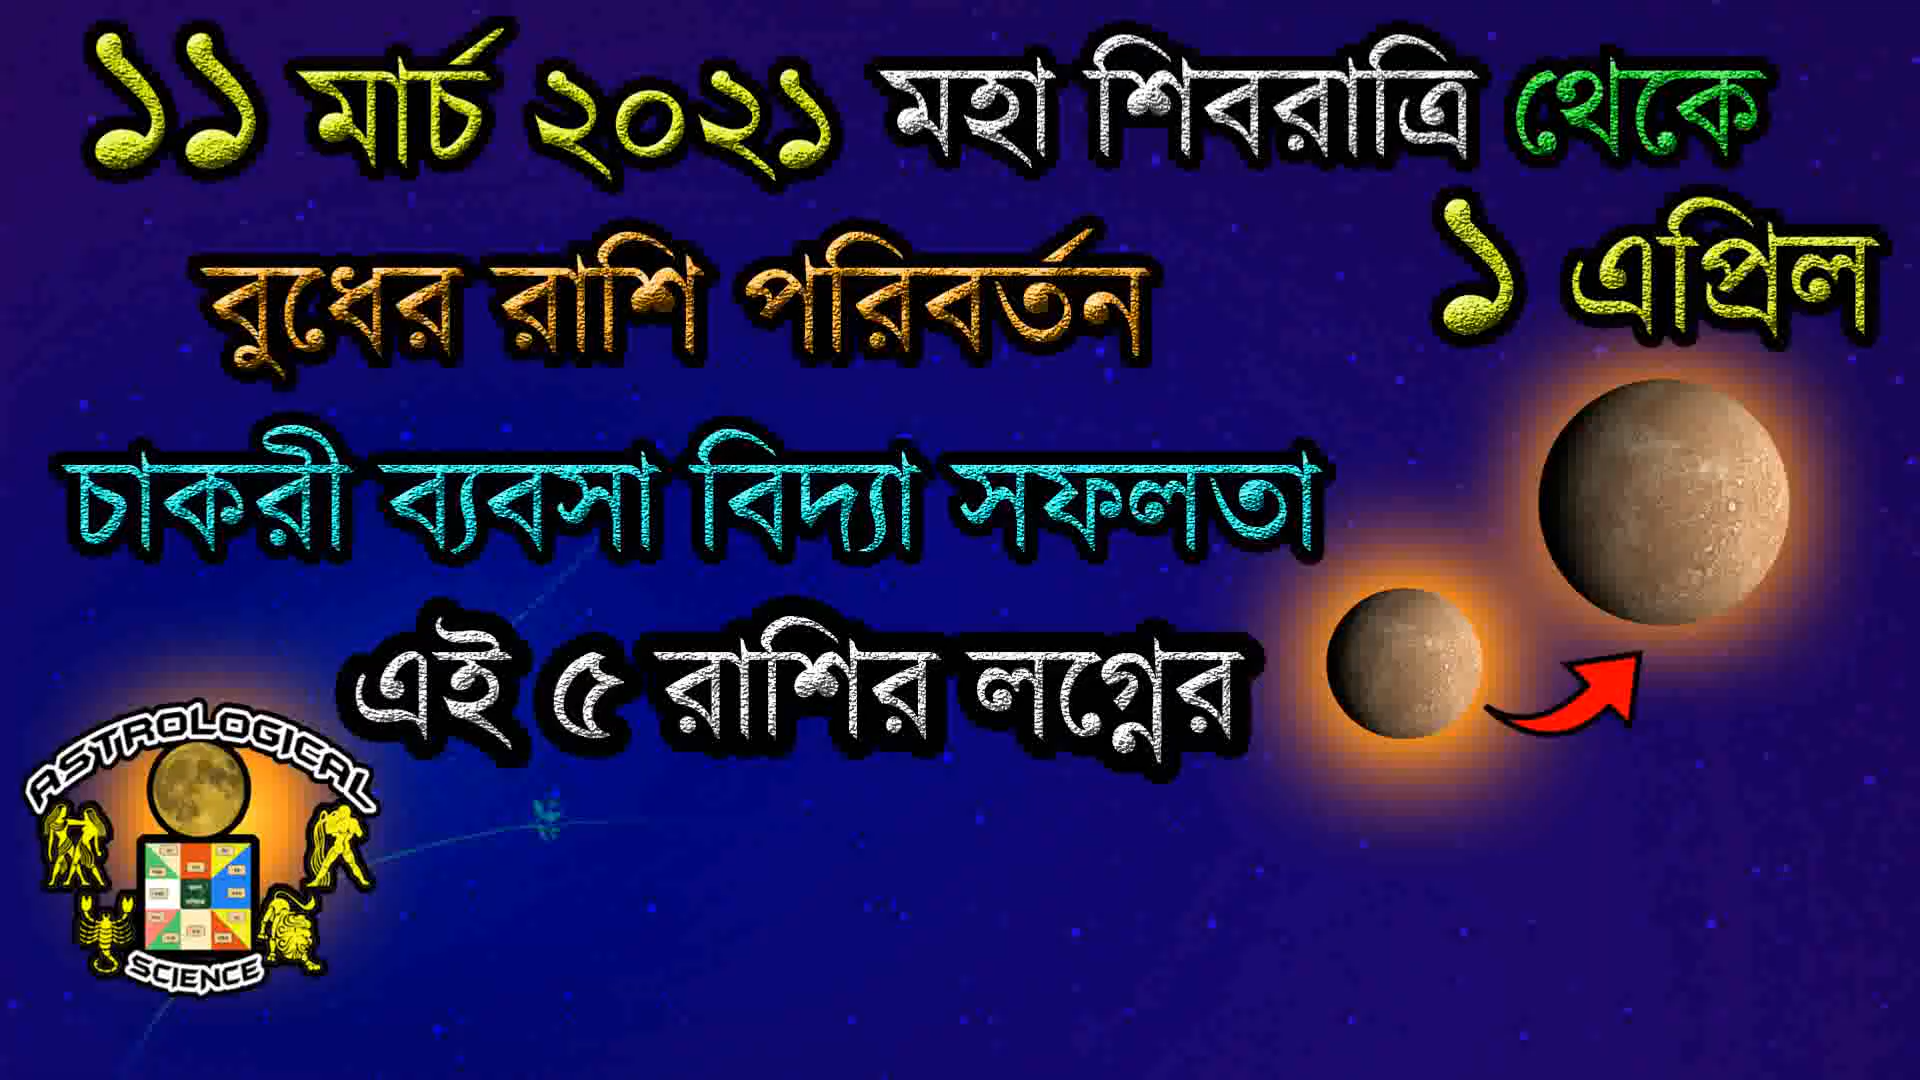 ১১ মার্চ ২০২১ মহা শিবরাত্রি থেকে
১ এপ্রিল
বুধের রাশি পরিবর্তন
চাকরী ব্যবসা বিদ্যা সফলতা
এই ৫ রাশির লগ্নের
ASTROLOGICAL
SCIENCE